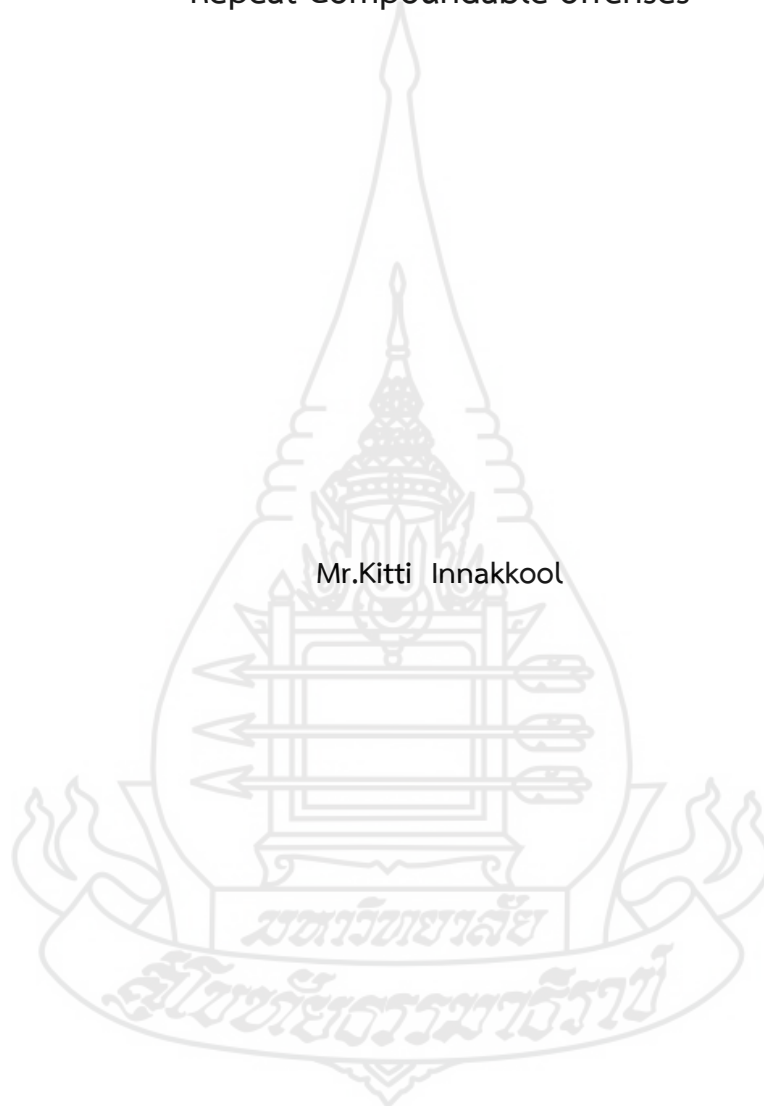 Repeat Compoundable offenses
Mr.Kitti Innakkool
มหาวิทยาลัย
สุโขทัยธรรมาธิราช